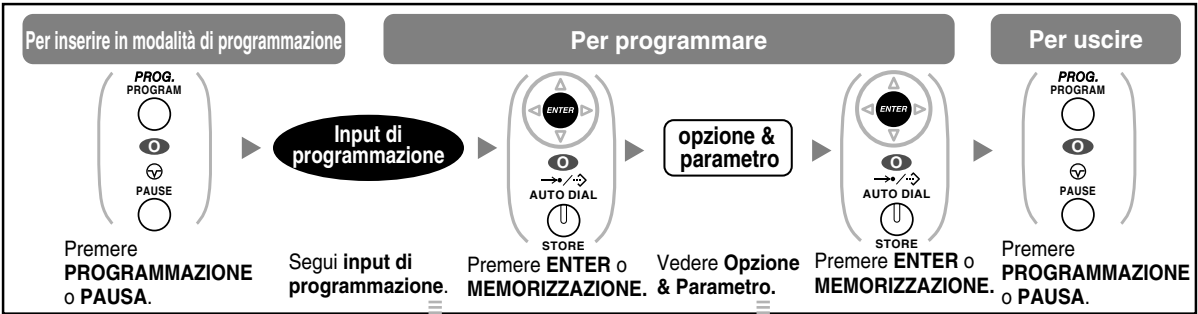 Per inserire in modalità di programmazione
Per programmare
Per uscire
PROG.
PROGRAM
O
PAUSE
Premere
PROGRAMMAZIONE
o PAUSA.
Input di
programmazione
Segui input di
programmazione.
ENTER
O
AUTO DIAL
STORE
Premere ENTER o
MEMORIZZAZIONE.
opzione &
parametro
Vedere Opzione
& Parametro.
ENTER
O
AUTO DIAL
STORE
Premere ENTER o
MEMORIZZAZIONE.
PROG.
PROGRAM
O
PAUSE
Premere
PROGRAMMAZIONE
o PAUSA.